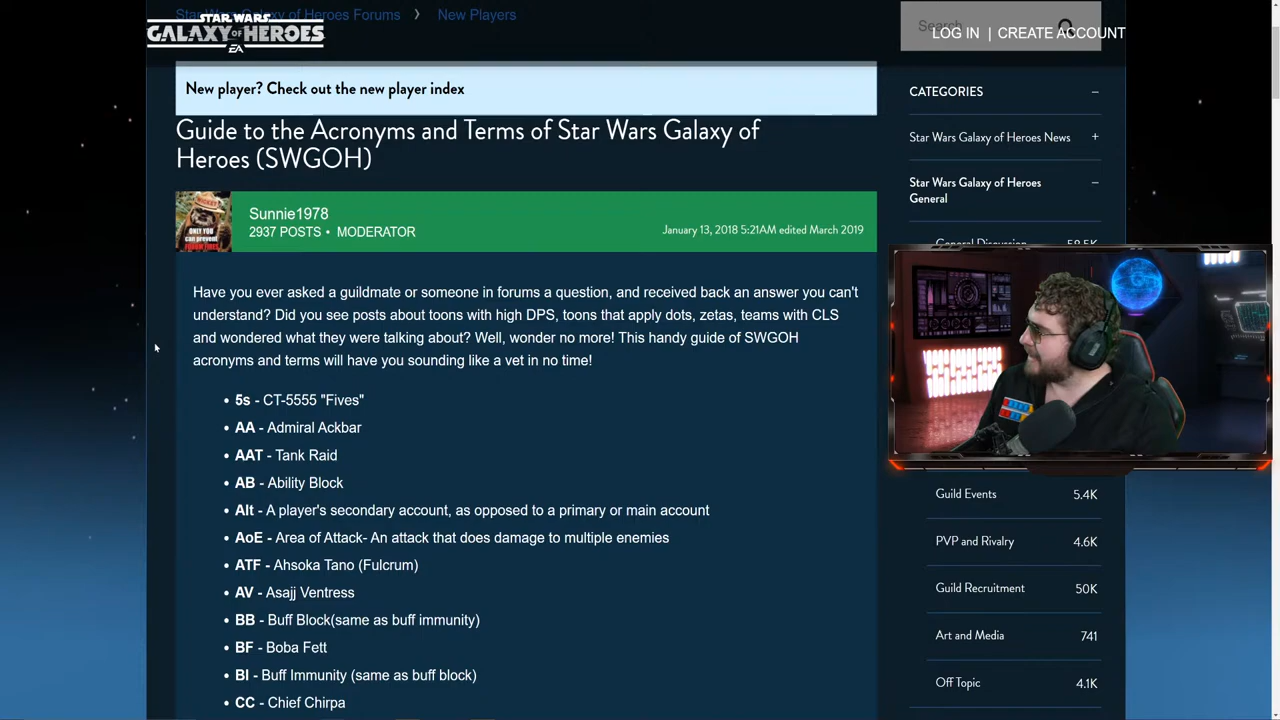 Star Wars Galaxy of Heroes Forums › New Players
STAR WARS
GALAXY OF HEROES
EA
Search
LOG IN | CREATE ACCOUNT
New player? Check out the new player index
Guide to the Acronyms and Terms of Star Wars Galaxy of
Heroes (SWGOH)
Sunnie1978
2937 POSTS • MODERATOR
January 13, 2018 5:21AM edited March 2019
ONLY YOU
can prevent
FORUM FIRES
Have you ever asked a guildmate or someone in forums a question, and received back an answer you can't
understand? Did you see posts about toons with high DPS, toons that apply dots, zetas, teams with CLS
and wondered what they were talking about? Well, wonder no more! This handy guide of SWGOH
acronyms and terms will have you sounding like a vet in no time!
• 5s - CT-5555 "Fives"
• AA - Admiral Ackbar
• AAT - Tank Raid
• AB - Ability Block
• Alt - A player's secondary account, as opposed to a primary or main account
• AoE - Area of Attack- An attack that does damage to multiple enemies
• ATF - Ahsoka Tano (Fulcrum)
• AV - Asajj Ventress
• BB - Buff Block(same as buff immunity)
• BF - Boba Fett
• BI - Buff Immunity (same as buff block)
• CC - Chief Chirpa
CATEGORIES –
Star Wars Galaxy of Heroes News +
Star Wars Galaxy of Heroes –
General
General Discussion 58.5K
Guild Events 5.4K
PVP and Rivalry 4.6K
Guild Recruitment 50K
Art and Media 741
Off Topic 4.1K